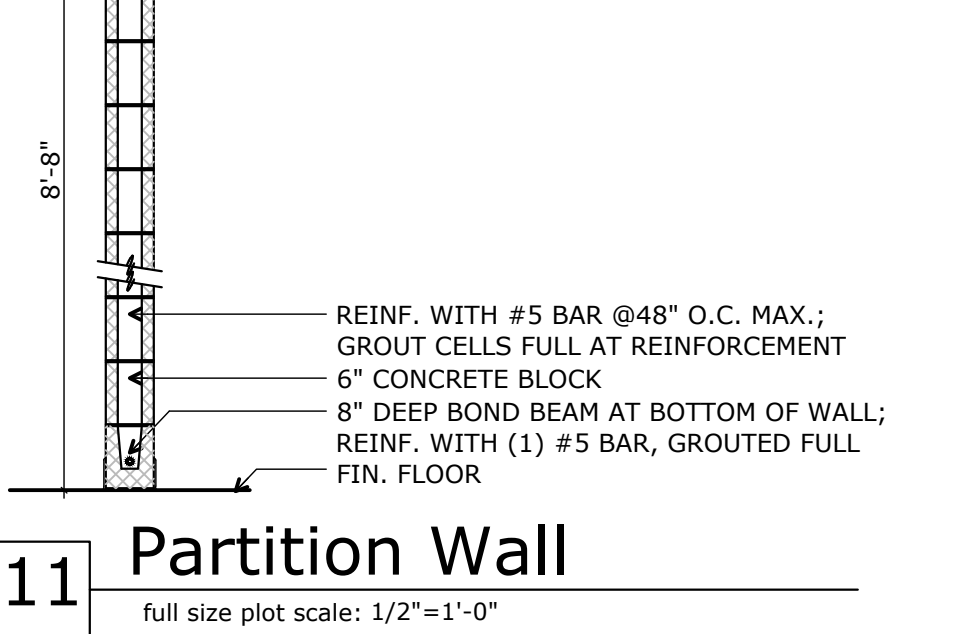 8'-8"
REINF. WITH #5 BAR @48" O.C. MAX.;
GROUT CELLS FULL AT REINFORCEMENT
6" CONCRETE BLOCK
8" DEEP BOND BEAM AT BOTTOM OF WALL;
REINF. WITH (1) #5 BAR, GROUTED FULL
FIN. FLOOR
11 Partition Wall
full size plot scale: 1/2"=1'-0"